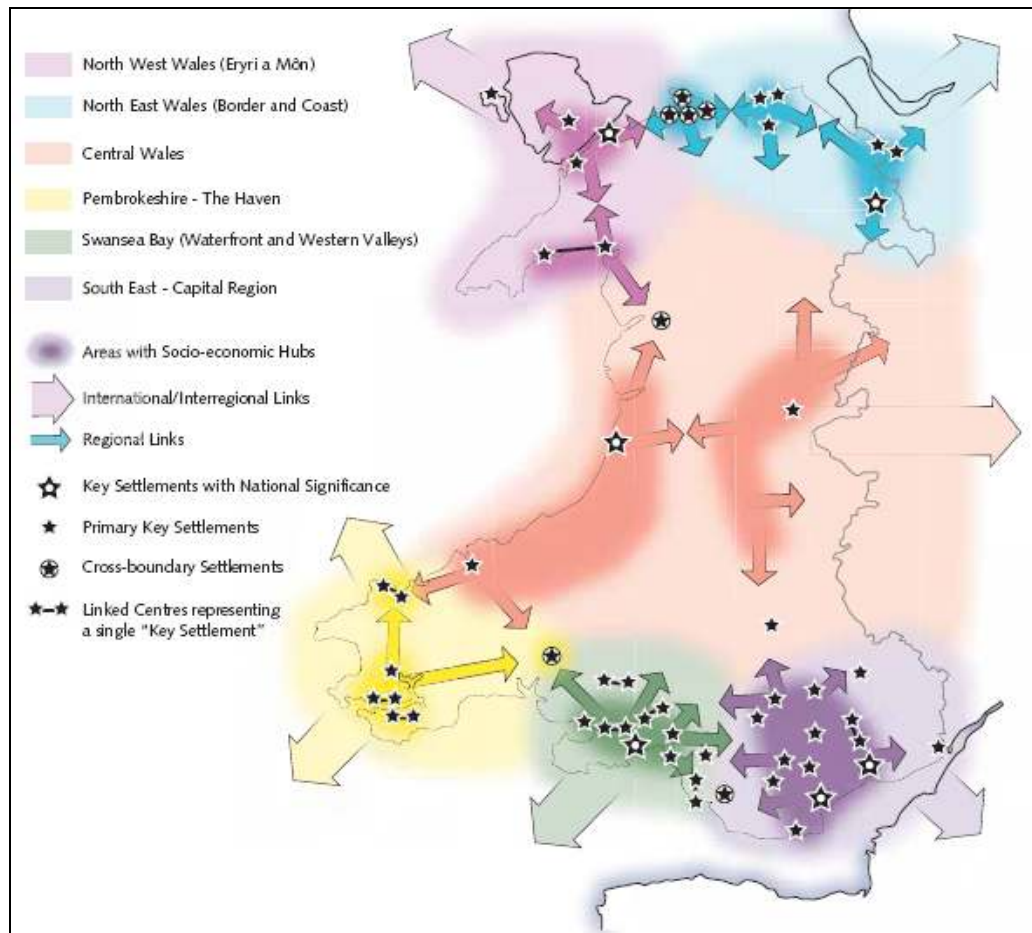 North West Wales (Eryri a Môn)
North East Wales (Border and Coast)
Central Wales
Pembrokeshire - The Haven
Swansea Bay (Waterfront and Western Valleys)
South East - Capital Region
Areas with Socio-economic Hubs
International/Interregional Links
Regional Links
Key Settlements with National Significance
Primary Key Settlements
Cross-boundary Settlements
Linked Centres representing
a single "Key Settlement"